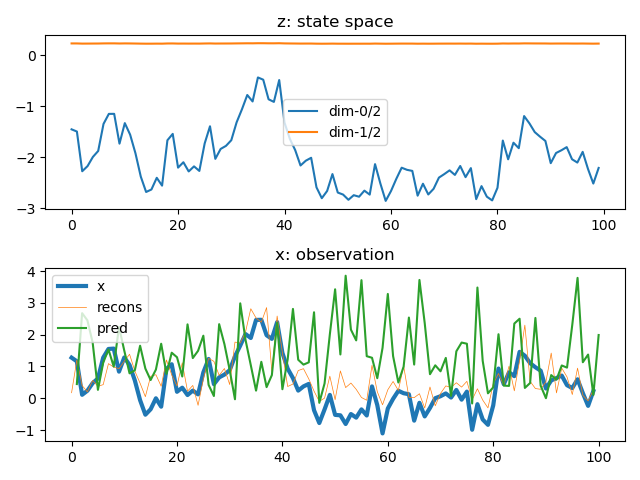 z: state space
0
−1
−2
−3
dim-0/2
dim-1/2
0 20 40 60 80 100
x: observation
4
3
2
1
0
−1
x
recons
pred
0 20 40 60 80 100